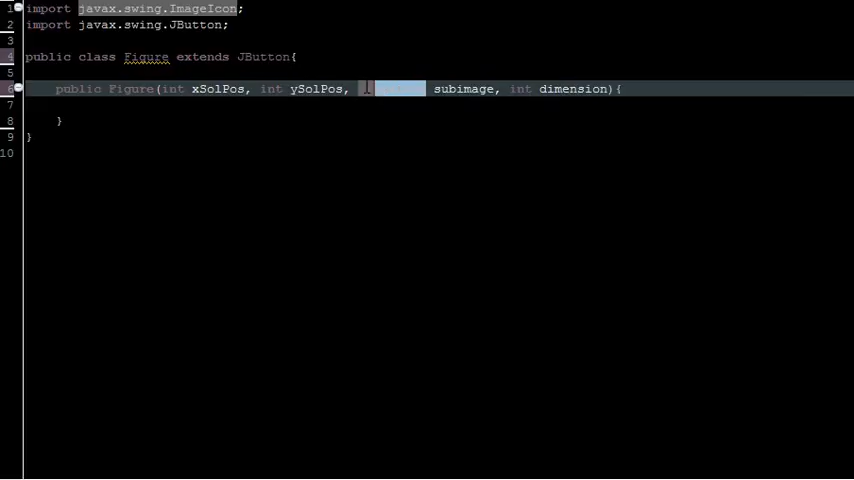 1 import javax.swing.ImageIcon;
2 import javax.swing.JButton;
3
4 public class Figure extends JButton{
5
6 public Figure(int xSolPos, int ySolPos, subimage, int dimension){
7
8 }
9 }
10